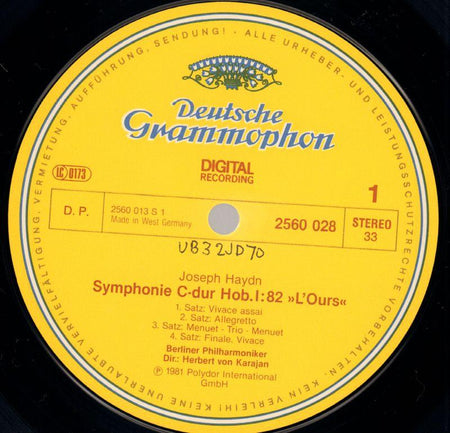 VERMIETUNG, AUFFÜHRUNG, SENDUNG! - ALLE URHEBER- UND LEISTUNGSSCHUTZRECHTE VORBEHALTEN - KEIN VERLEIH! KEINE UNERLAUBTE VERVIELFÄLTIGUNG,
Deutsche
Grammophon
LC 0173
DIGITAL
RECORDING
1
D. P.
2560 013 S 1
Made in West Germany
2560 028
STEREO
33
UB32JD70
Joseph Haydn
Symphonie C-dur Hob. I: 82 »L'Ours«
1. Satz: Vivace assai
2. Satz: Allegretto
3. Satz: Menuet - Trio - Menuet
4. Satz: Finale. Vivace
Berliner Philharmoniker
Dir.: Herbert von Karajan
℗ 1981 Polydor International
GmbH